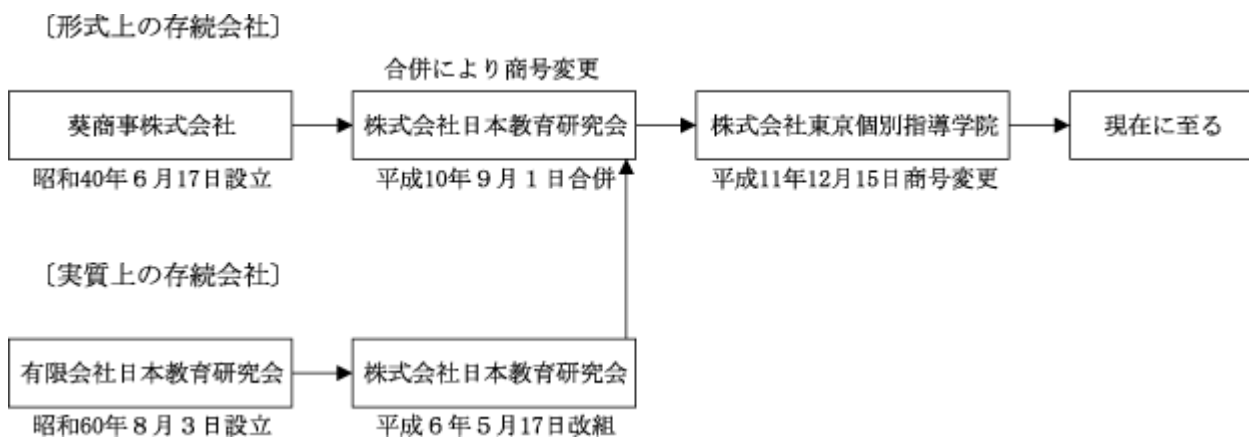 〔形式上の存続会社〕
合併により商号変更
葵商事株式会社
株式会社日本教育研究会
株式会社東京個別指導学院
現在に至る
昭和40年6月17日設立
平成10年9月1日合併
平成11年12月15日商号変更
〔実質上の存続会社〕
有限会社日本教育研究会
株式会社日本教育研究会
昭和60年8月3日設立
平成6年5月17日改組